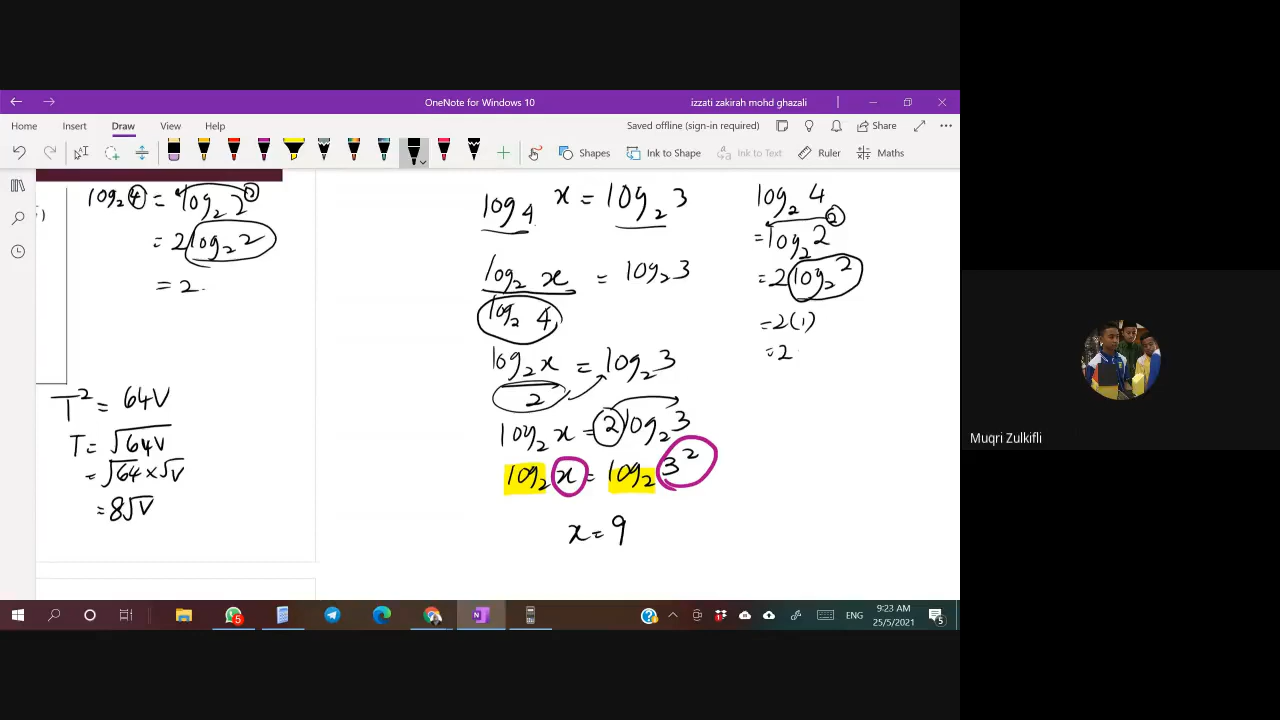 OneNote for Windows 10
izzati zakirah mohd ghazali
Home Insert Draw View Help
Saved offline (sign-in required)
Share
Shapes
Ink to Shape
Ink to Text
Ruler
Maths
log₂ 4 = log₂ 2²
= 2 log₂ 2
= 2.
T² = 64V
T = √64V
= √64 × √V
= 8√V
log₄ x = log₂ 3
log₂ x / log₂ 4 = log₂ 3
log₂ x / 2 = log₂ 3
log₂ x = 2 log₂ 3
log₂ x = log₂ 3²
x = 9
log₂ 4
= log₂ 2²
= 2 log₂ 2
= 2(1)
= 2
Muqri Zulkifli
5
ENG
9:23 AM
25/5/2021
5